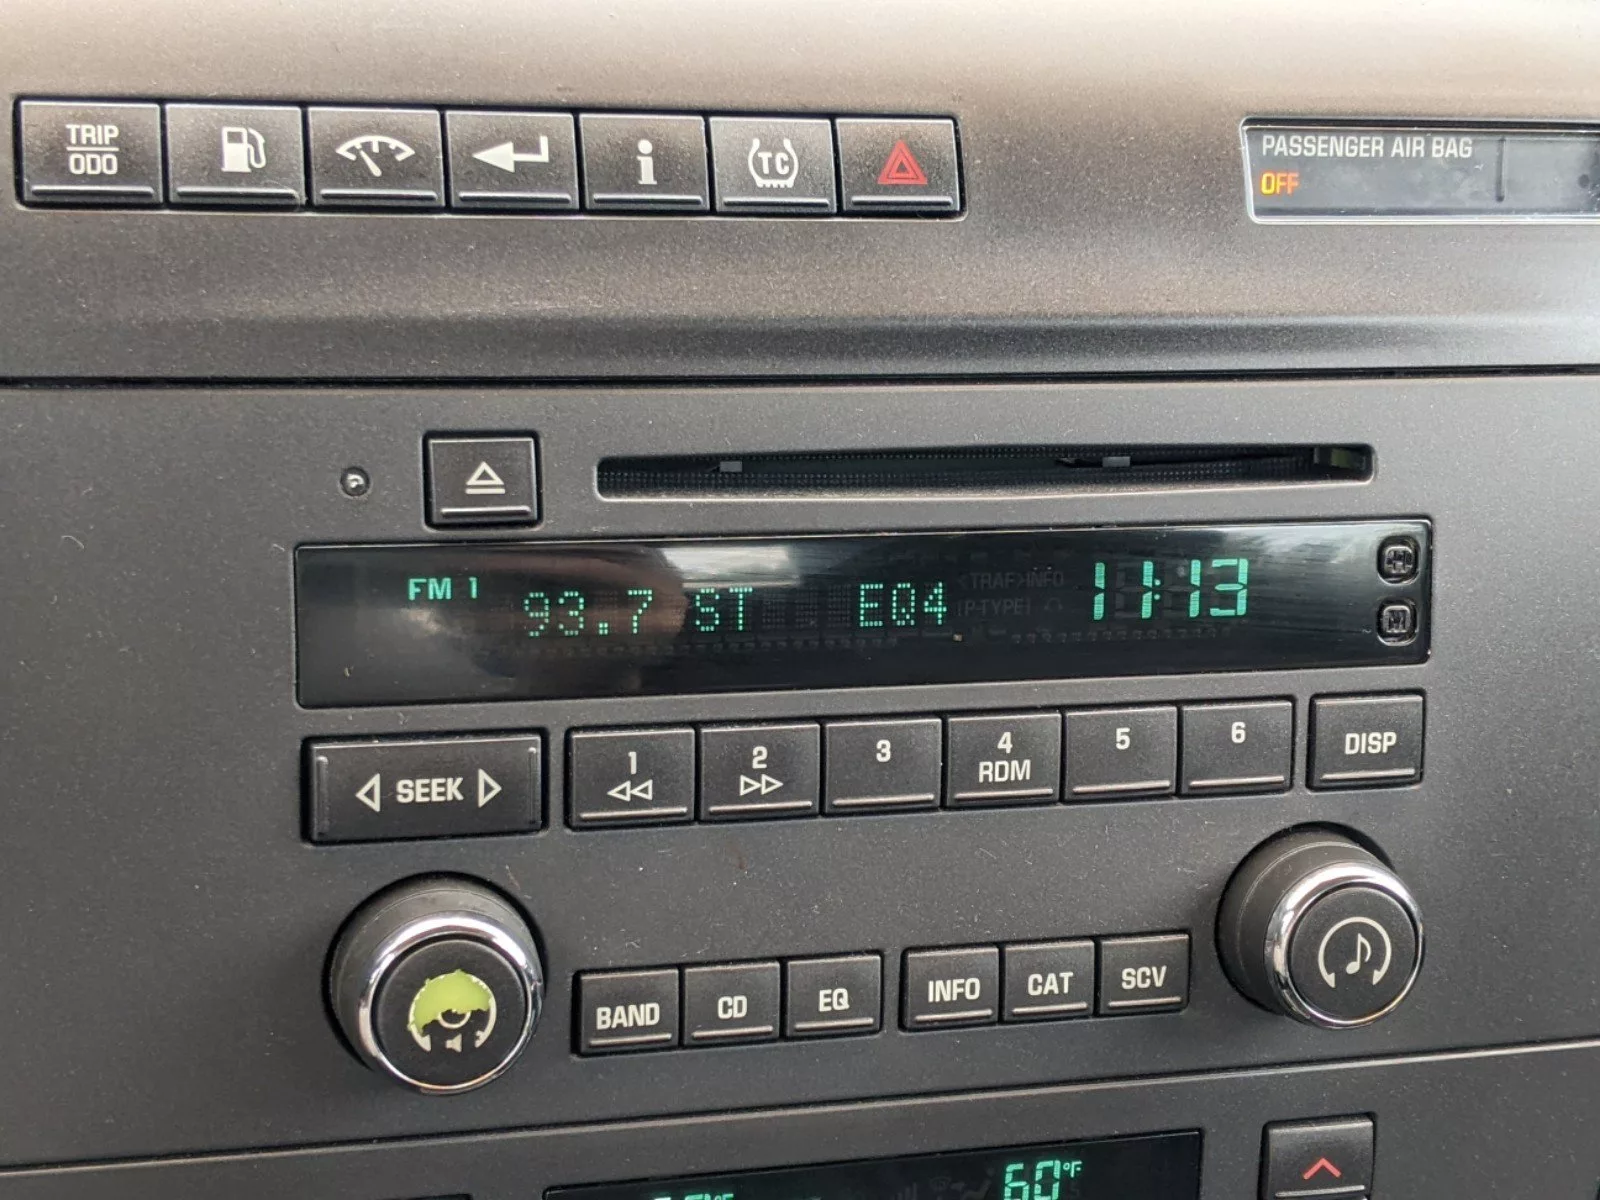 TRIP
ODO
i
TC
PASSENGER AIR BAG
OFF
FM 1
93.7 ST EQ4
<TRAF>INFO
[P-TYPE]
11:13
H
SEEK
1
2
3
4
RDM
5
6
DISP
BAND
CD
EQ
INFO
CAT
SCV
60°F